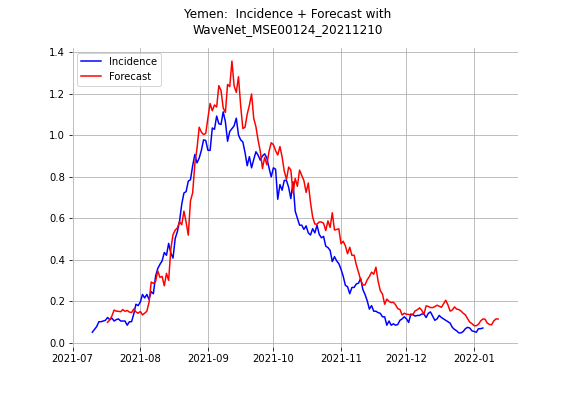 Yemen:  Incidence + Forecast with
WaveNet_MSE00124_20211210
Incidence
Forecast
1.4
1.2
1.0
0.8
0.6
0.4
0.2
0.0
2021-07 2021-08 2021-09 2021-10 2021-11 2021-12 2022-01